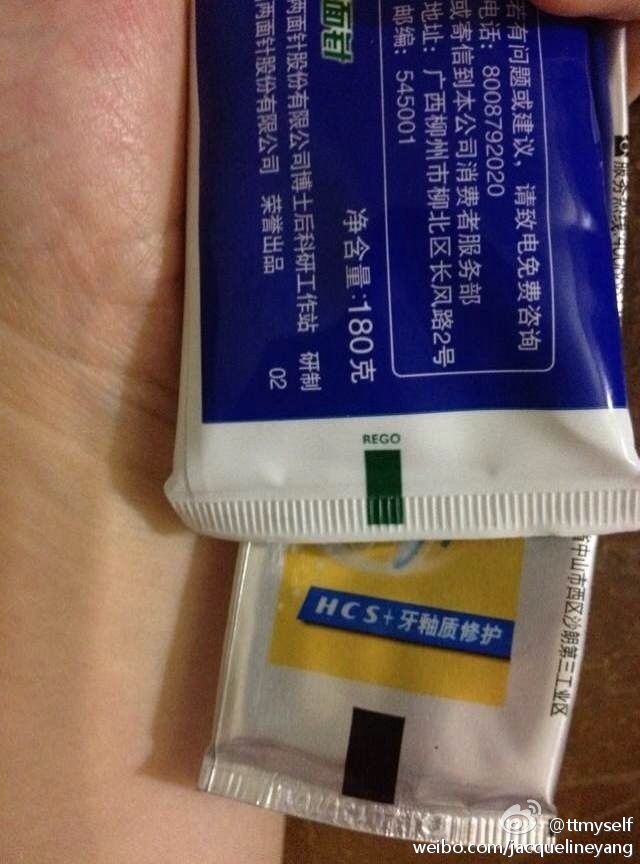 若有问题或建议，请致电免费咨询
电话：8008792020
或寄信到本公司消费者服务部
地址：广西柳州市柳北区长风路2号
邮编：545001
净含量:180克
面针
两面针股份有限公司博士后科研工作站 研制
两面针股份有限公司 荣誉出品
02
REGO
HCS+牙釉质修护
中山市西区沙朗第三工业区
@ttmyself
weibo.com/jacquelineyang